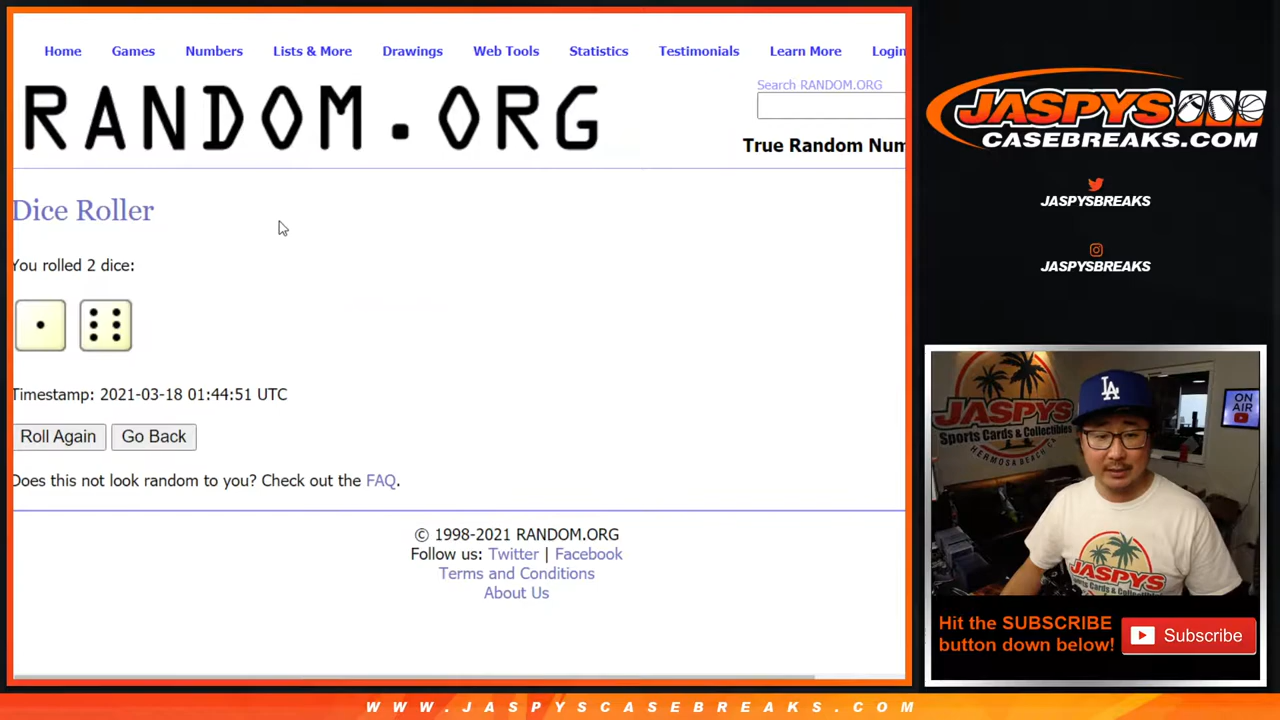 Home Games Numbers Lists & More Drawings Web Tools Statistics Testimonials Learn More Login
RANDOM.ORG
Search RANDOM.ORG
True Random Num
Dice Roller
You rolled 2 dice:
Timestamp: 2021-03-18 01:44:51 UTC
Roll Again Go Back
Does this not look random to you? Check out the FAQ.
© 1998-2021 RANDOM.ORG
Follow us: Twitter | Facebook
Terms and Conditions
About Us
JASPYS
CASEBREAKS.COM
JASPYSBREAKS
JASPYSBREAKS
JASPYS
Sports Cards & Collectibles
HERMOSA BEACH, CA
LA
ON
AIR
JASPYS
Hit the SUBSCRIBE
button down below!
Subscribe
WWW.JASPYSCASEBREAKS.COM